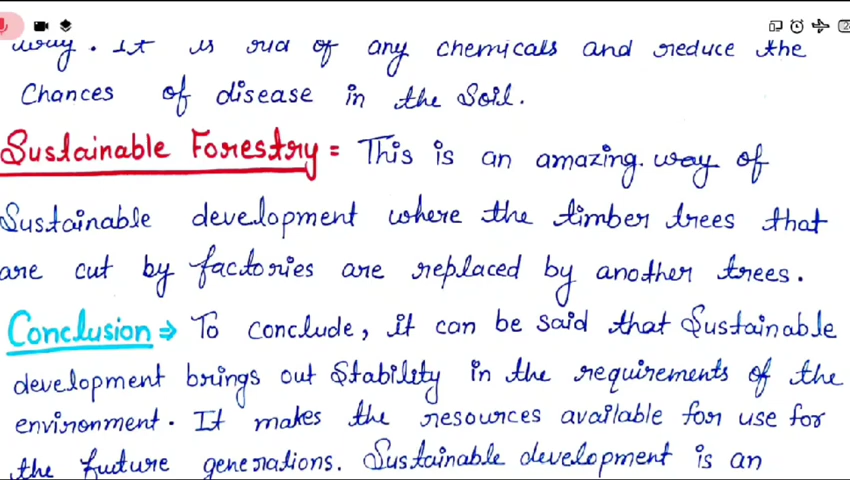 way. It is rid of any chemicals and reduce the
Chances of disease in the Soil.
Sustainable Forestry = This is an amazing way of
Sustainable development where the timber trees that
are cut by factories are replaced by another trees.
Conclusion ⇒ To conclude, it can be said that Sustainable
development brings out Stability in the requirements of the
environment. It makes the resources available for use for
the future generations. Sustainable development is an